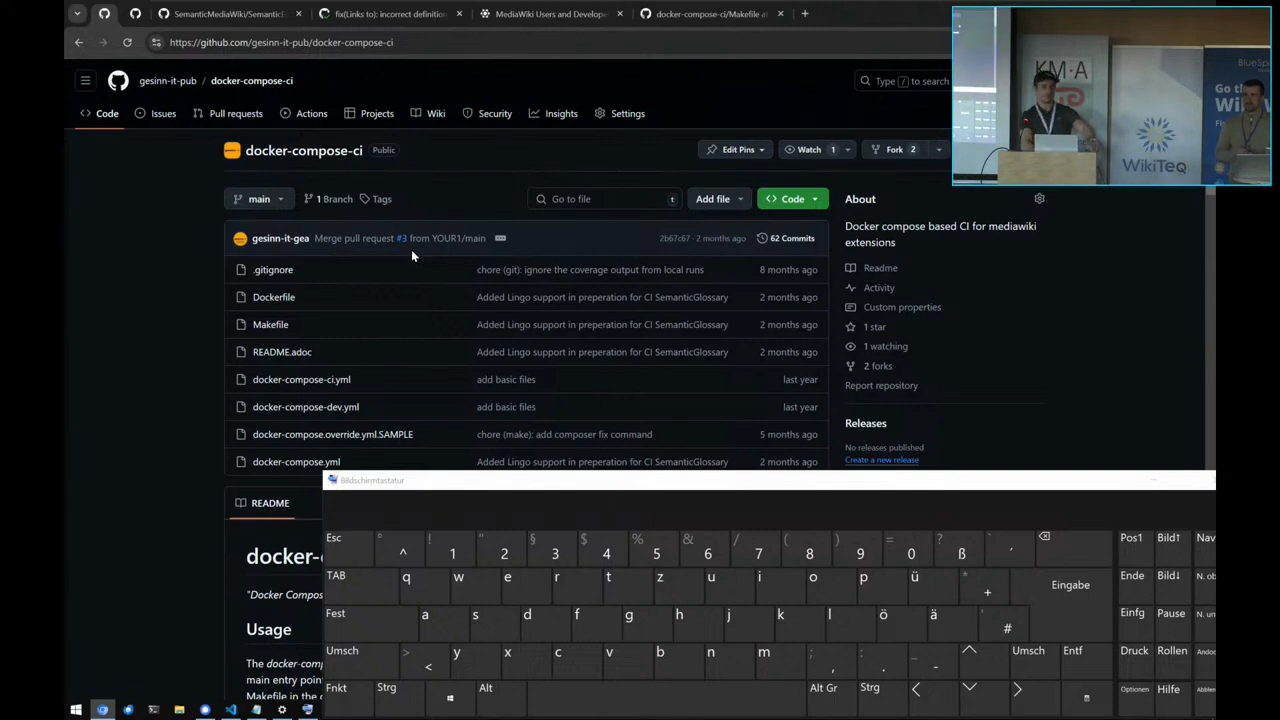 SemanticMediaWiki/SemanticE
fix(Links to): incorrect definition
MediaWiki Users and Develope
docker-compose-ci/Makefile a
https://github.com/gesinn-it-pub/docker-compose-ci
gesinn-it-pub / docker-compose-ci
Type / to search
Code Issues Pull requests Actions Projects Wiki Security Insights Settings
docker-compose-ci Public
Edit Pins Watch 1 Fork 2
main 1 Branch Tags Go to file t Add file Code
gesinn-it-gea Merge pull request #3 from YOUR1/main 2b67c67 · 2 months ago 62 Commits
.gitignore chore (git): ignore the coverage output from local runs 8 months ago
Dockerfile Added Lingo support in preperation for CI SemanticGlossary 2 months ago
Makefile Added Lingo support in preperation for CI SemanticGlossary 2 months ago
README.adoc Added Lingo support in preperation for CI SemanticGlossary 2 months ago
docker-compose-ci.yml add basic files last year
docker-compose-dev.yml add basic files last year
docker-compose.override.yml.SAMPLE chore (make): add composer fix command 5 months ago
docker-compose.yml Added Lingo support in preperation for CI SemanticGlossary 2 months ago
README
docker-
"Docker Compos
Usage
The docker-comp
main entry point
Makefile in the
About
Docker compose based CI for mediawiki
extensions
Readme
Activity
Custom properties
1 star
1 watching
2 forks
Report repository
Releases
No releases published
Create a new release
KM·A
WikiTeq
BlueSp
Go th
Wi
Bildschirmtastatur
Esc ° ^ ! 1 " 2 § 3 $ 4 % 5 & 6 / 7 ( 8 ) 9 = 0 ? ß ` ´ Pos1 Bild↑ Nav
TAB q w e r t z u i o p ü * + Eingabe Ende Bild↓ N. ob
Fest a s d f g h j k l ö ä ' # Einfg Pause N. un
Umsch > < y x c v b n m ; , : . _ - Umsch Entf Druck Rollen Andoc
Fnkt Strg Alt Alt Gr Strg Optionen Hilfe Abblen